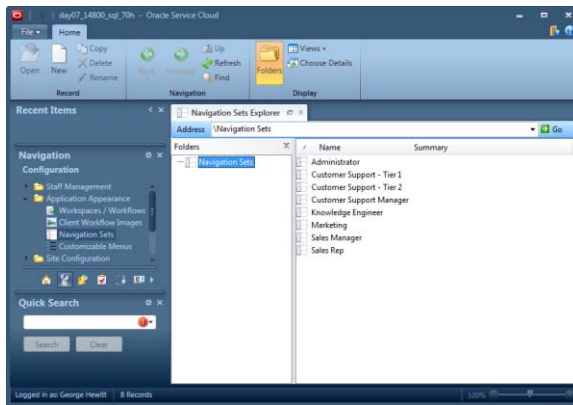 day07_14800_sql_70h - Oracle Service Cloud
File Home
Open New Copy Delete Rename
Record
Back Forward Up Refresh Find
Navigation
Folders Views Choose Details
Display
Recent Items
Navigation
Configuration
Staff Management
Application Appearance
Workspaces / Workflows
Client Workflow Images
Navigation Sets
Customizable Menus
Site Configuration
Quick Search
Search Clear
Navigation Sets Explorer
Address \Navigation Sets Go
Folders
Navigation Sets
/ Name Summary
Administrator
Customer Support - Tier 1
Customer Support - Tier 2
Customer Support Manager
Knowledge Engineer
Marketing
Sales Manager
Sales Rep
Logged in as: George Hewitt 8 Records 100%